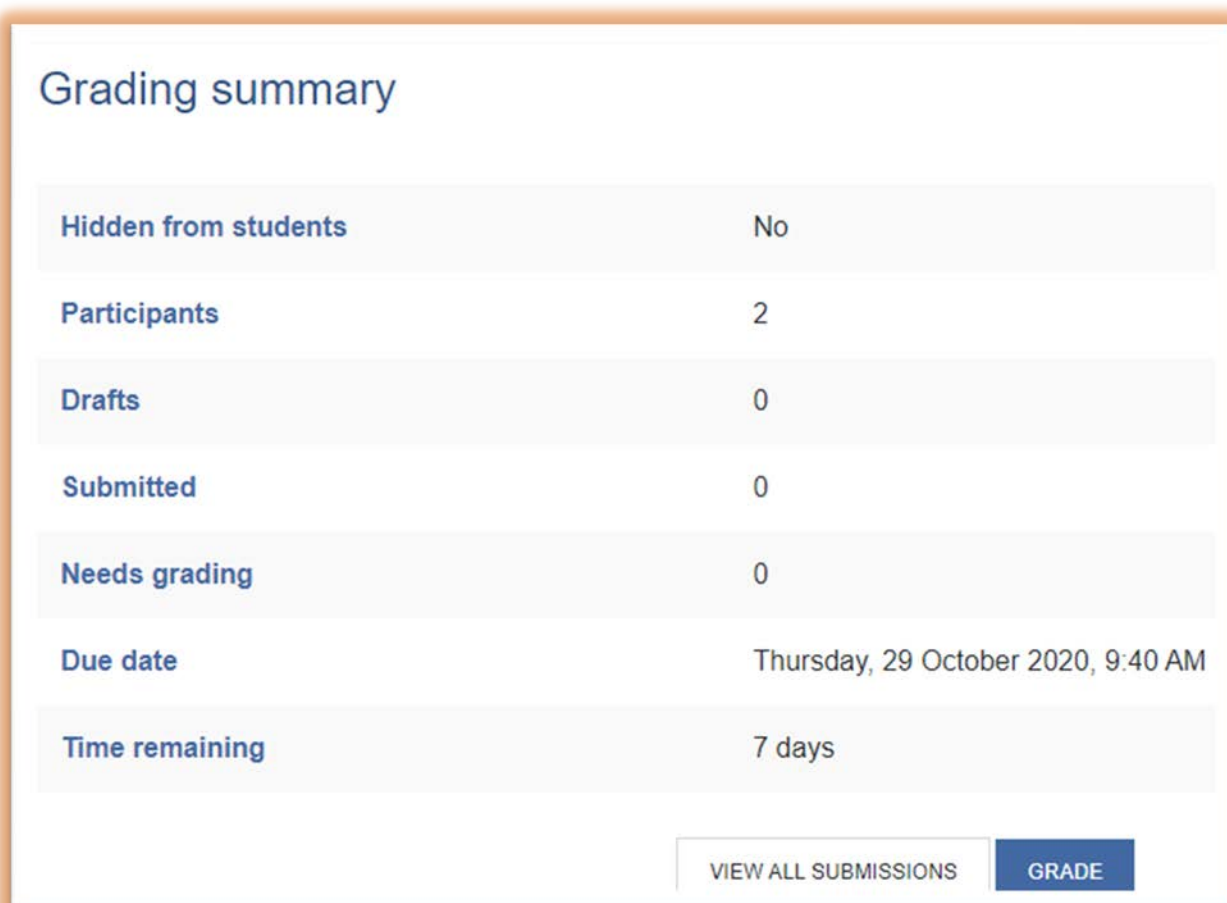 Grading summary
Hidden from students No
Participants 2
Drafts 0
Submitted 0
Needs grading 0
Due date Thursday, 29 October 2020, 9:40 AM
Time remaining 7 days
VIEW ALL SUBMISSIONS GRADE